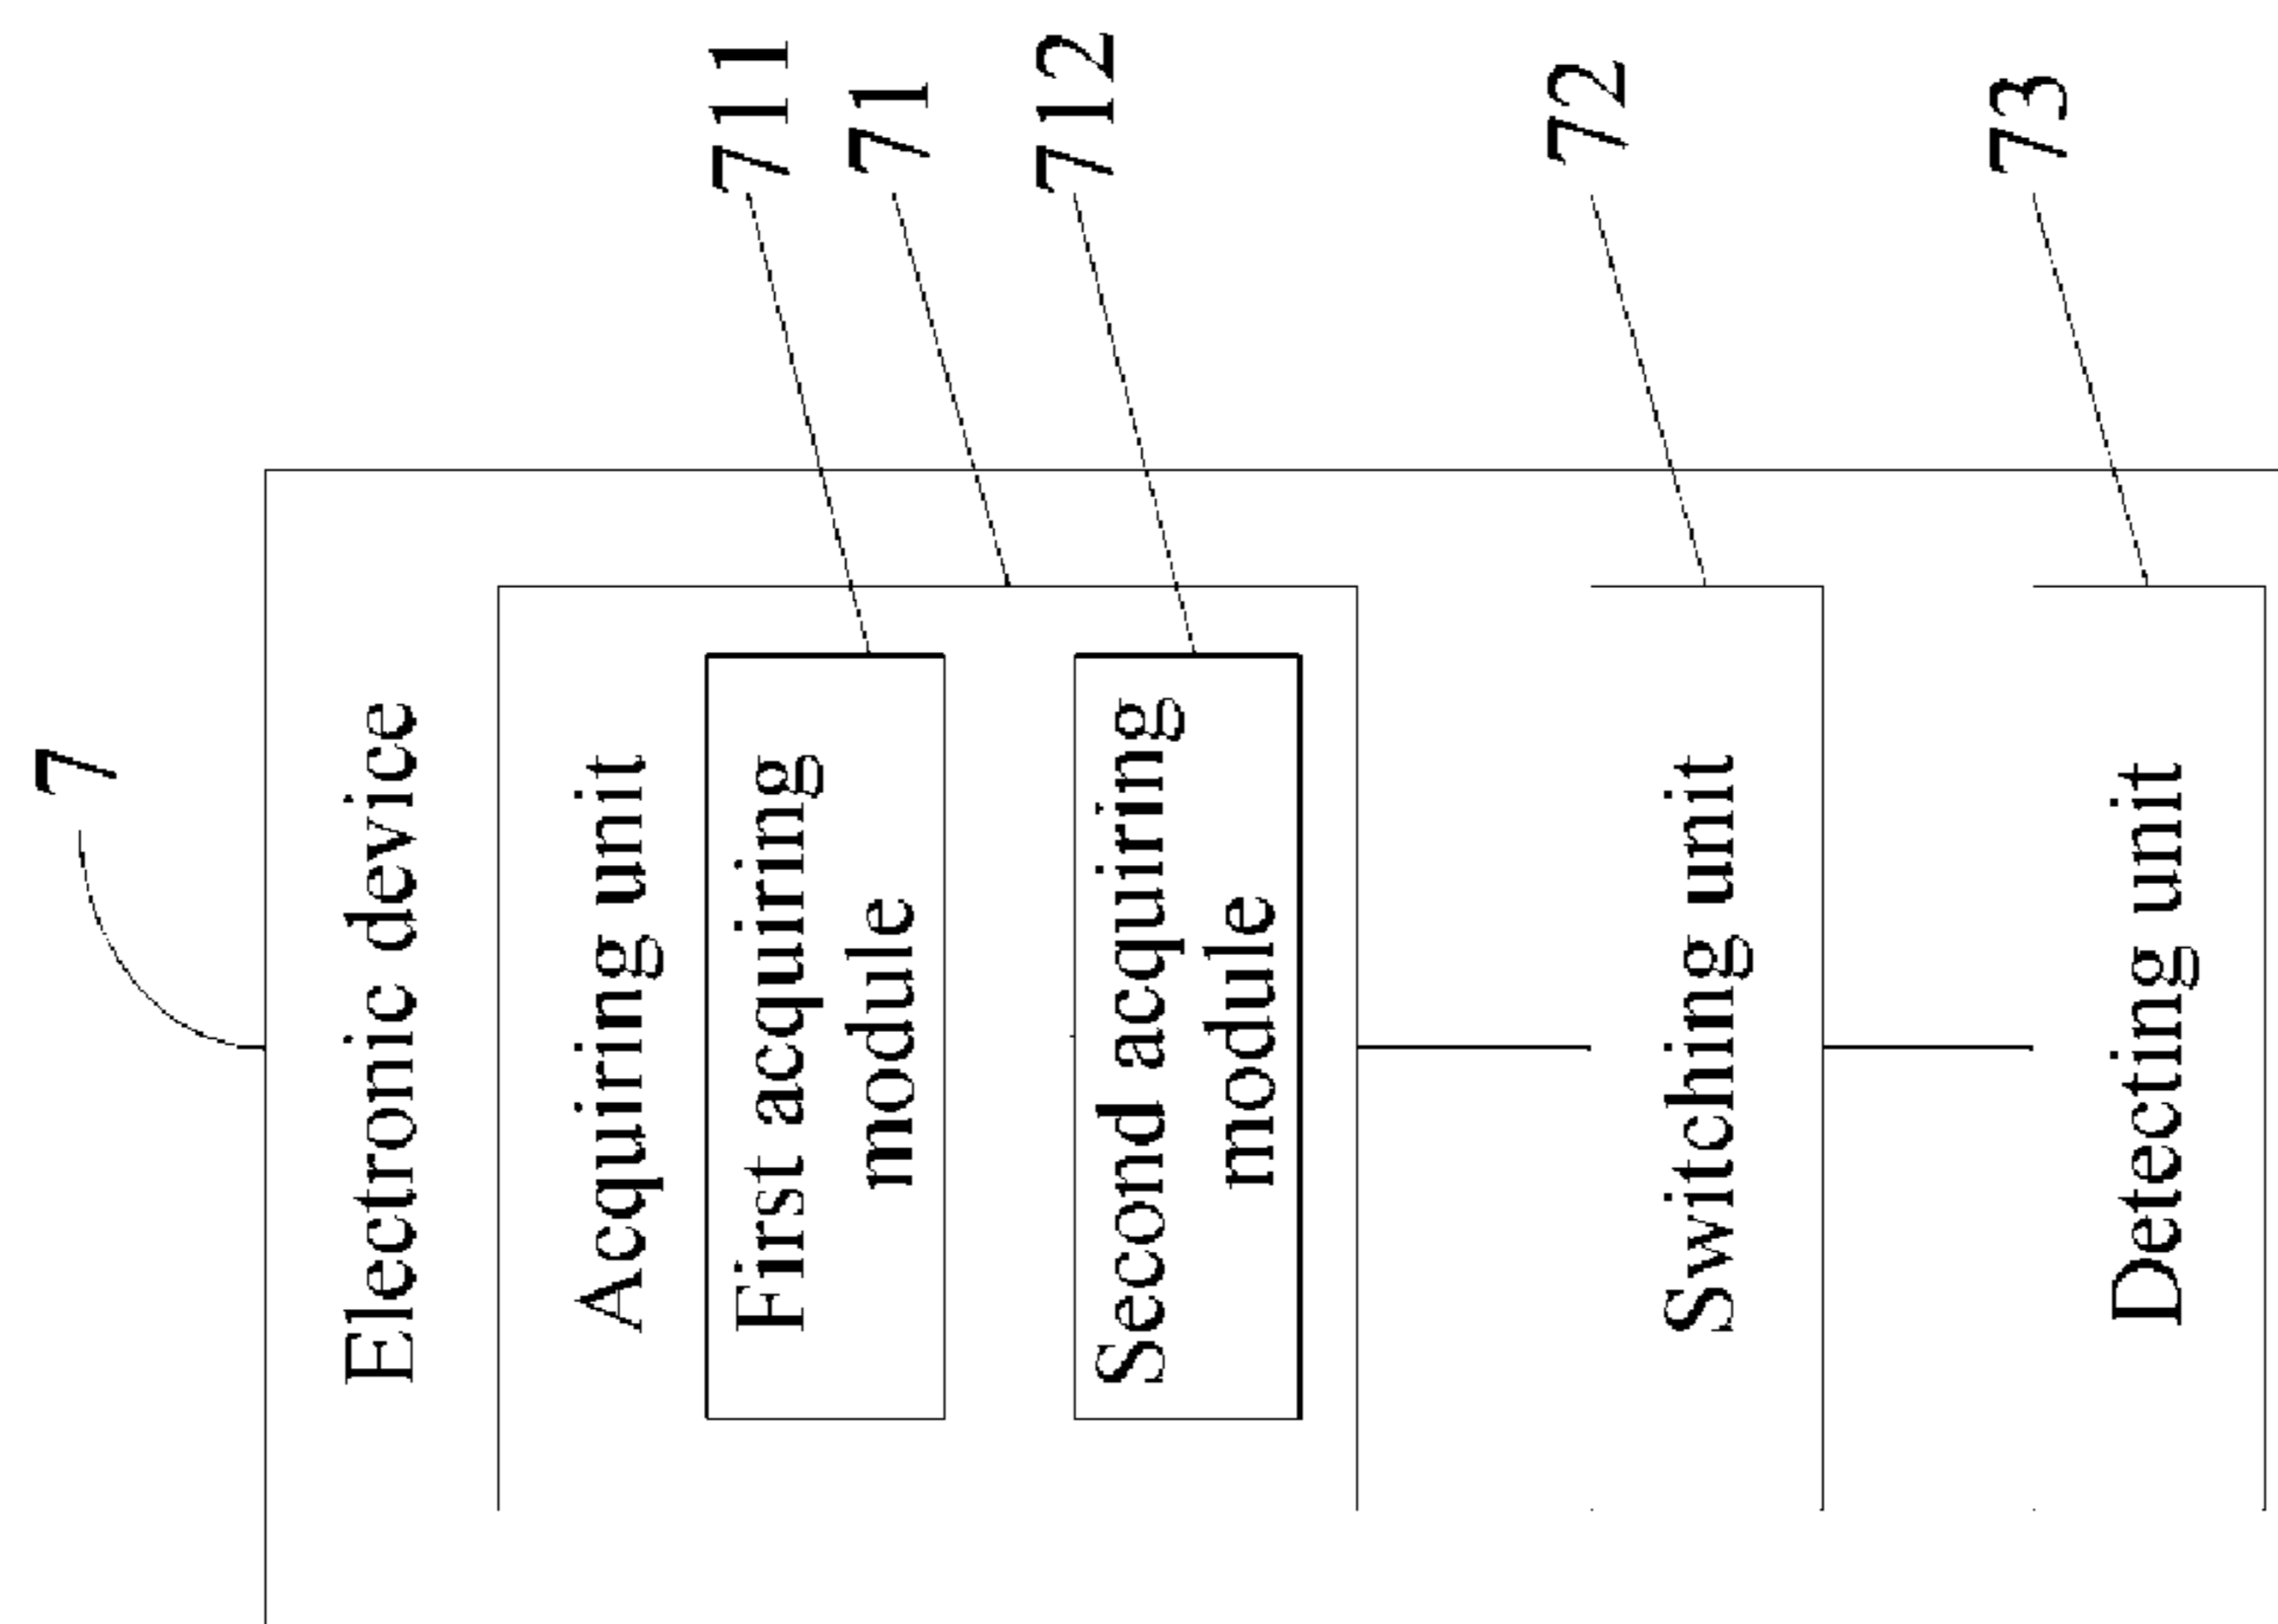 7
Electronic device
Acquiring unit
First acquiring
module
Second acquiring
module
Switching unit
Detecting unit
711
71
712
72
73